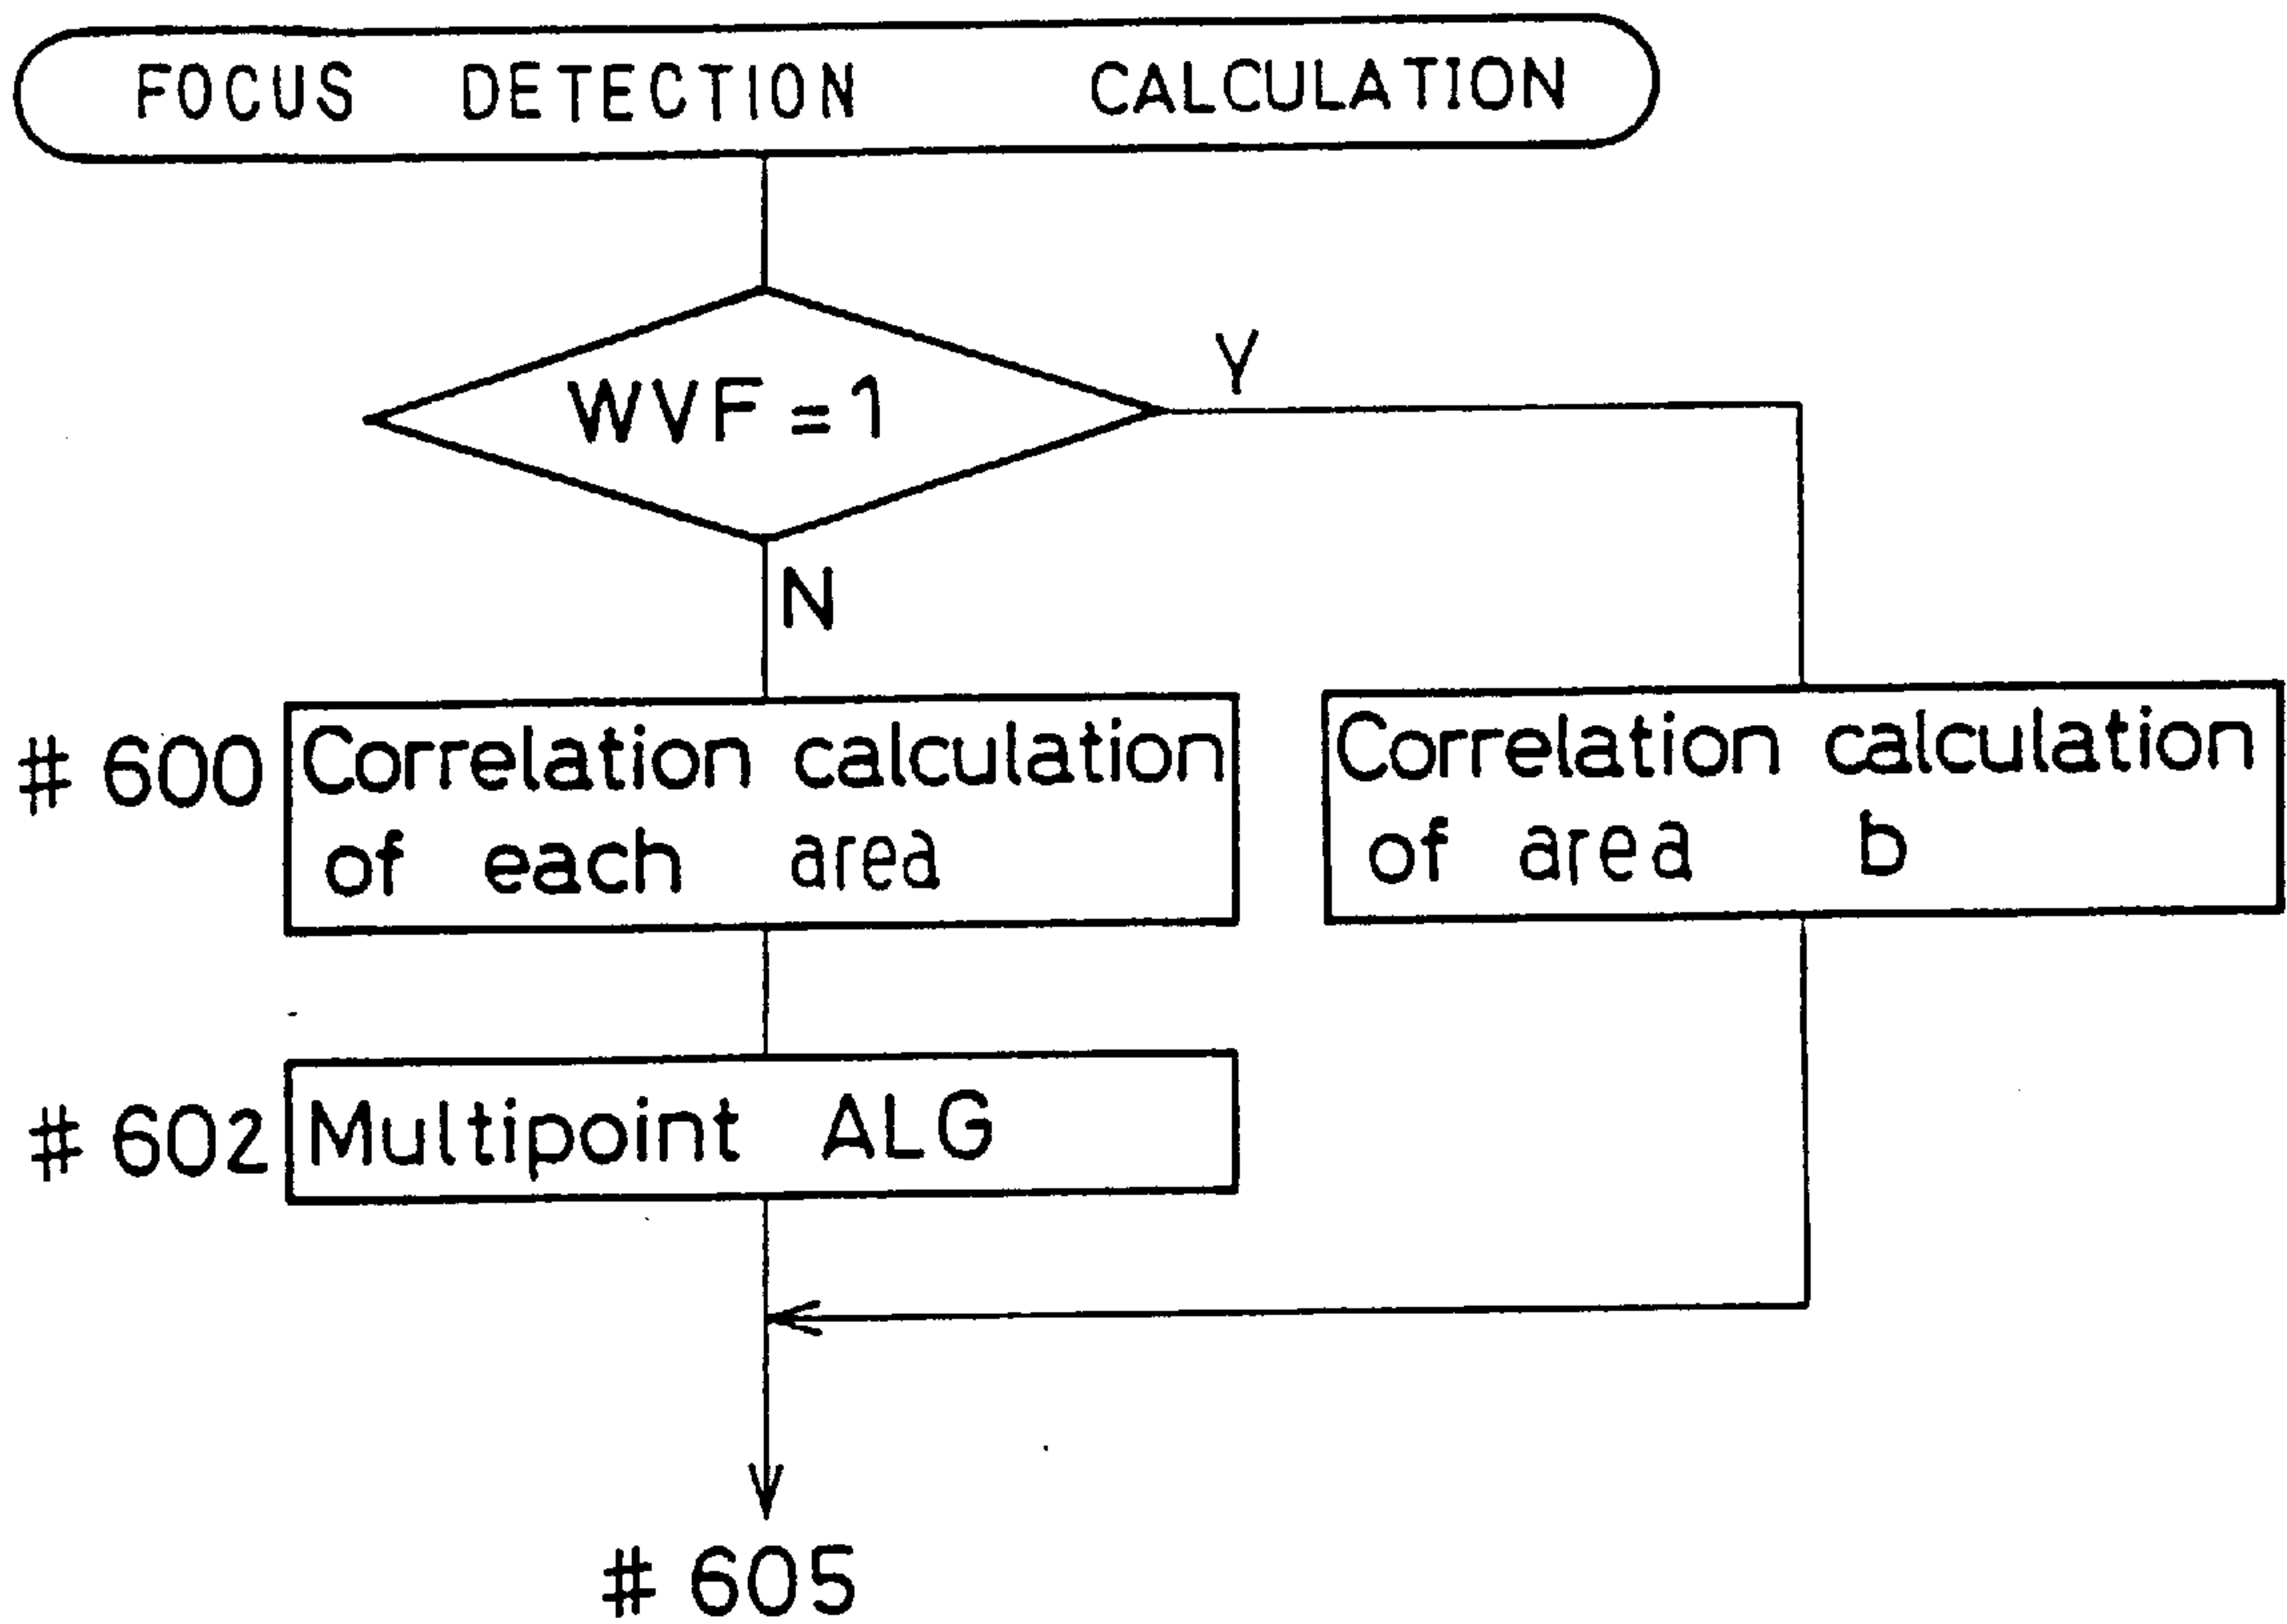 FOCUS DETECTION CALCULATION
WVF=1
Y
N
# 600
Correlation calculation
of each area
Correlation calculation
of area b
# 602
Multipoint ALG
# 605